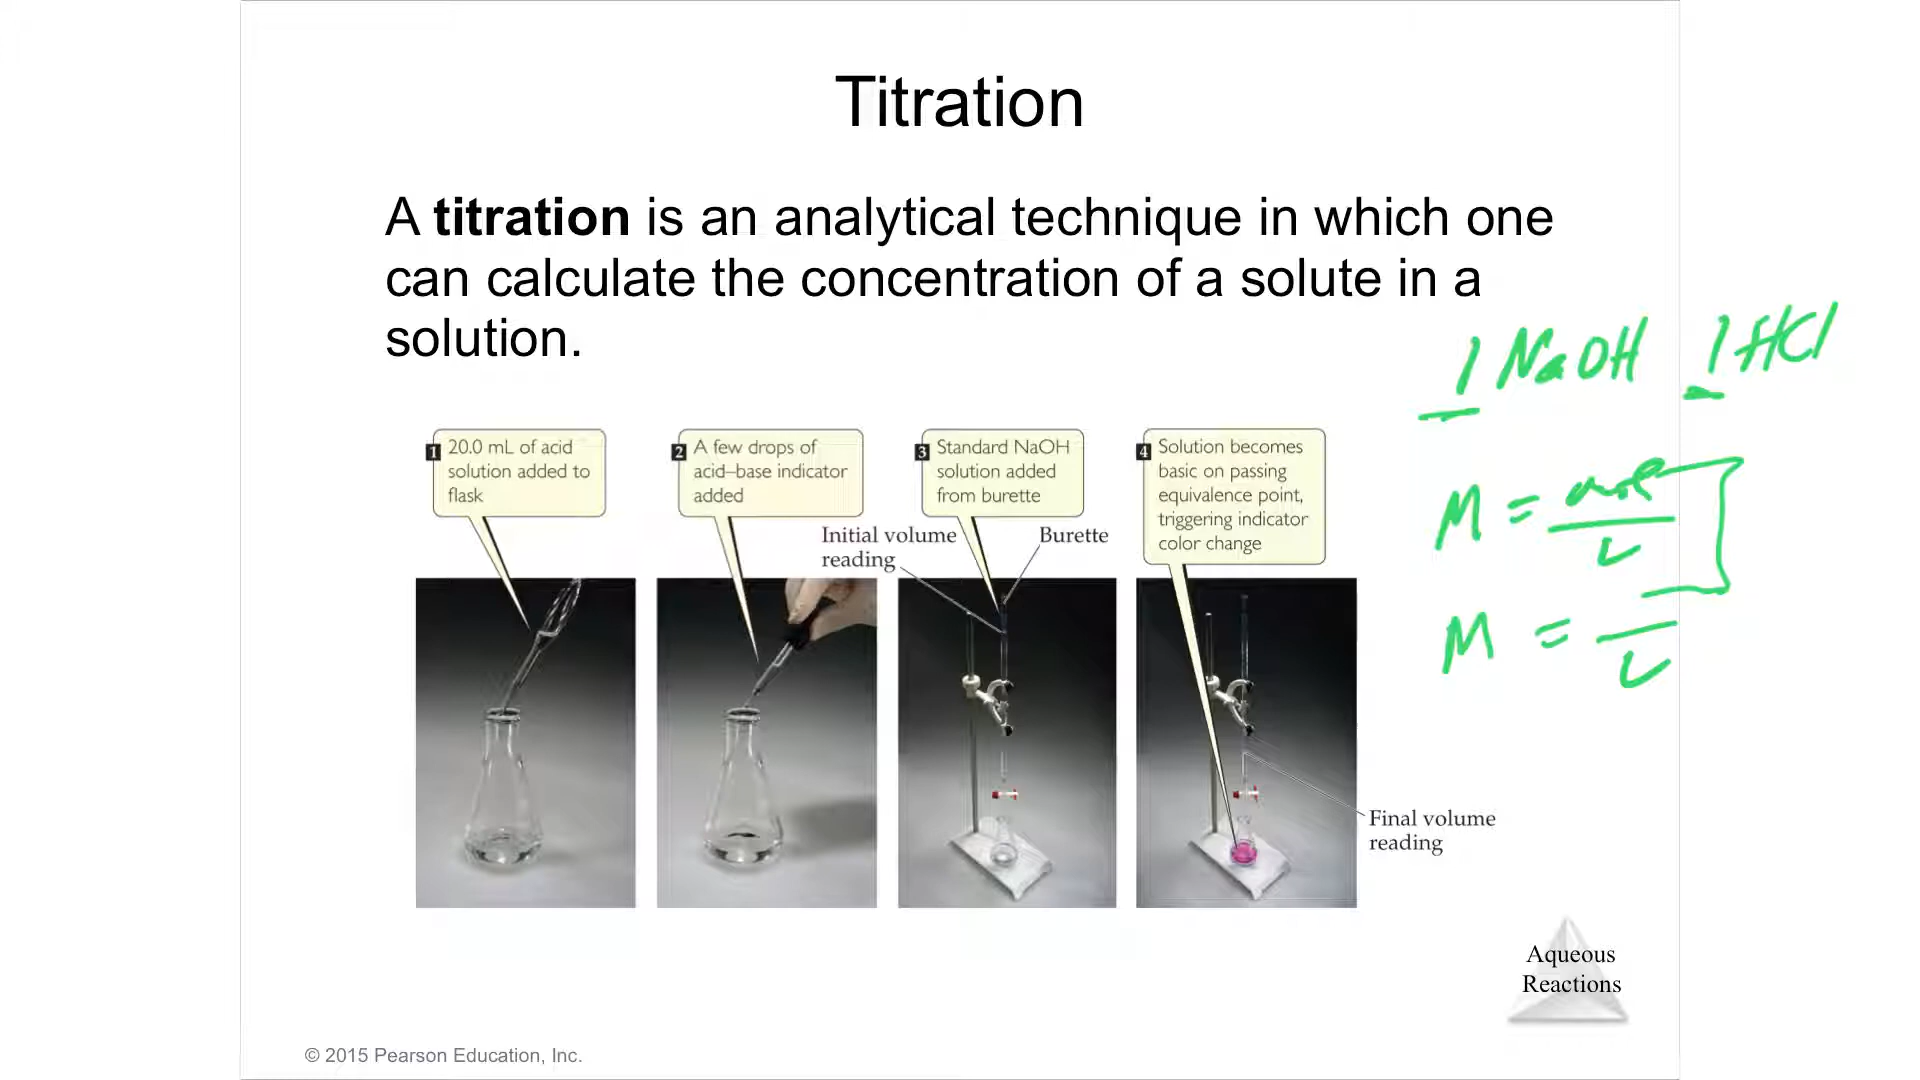 Titration
A titration is an analytical technique in which one
can calculate the concentration of a solute in a
solution.
1 NaOH 1 HCl
1 20.0 mL of acid
solution added to
flask
2 A few drops of
acid–base indicator
added
3 Standard NaOH
solution added
from burette
4 Solution becomes
basic on passing
equivalence point,
triggering indicator
color change
Initial volume
reading
Burette
M = mole
L
M =
L
Final volume
reading
Aqueous
Reactions
© 2015 Pearson Education, Inc.